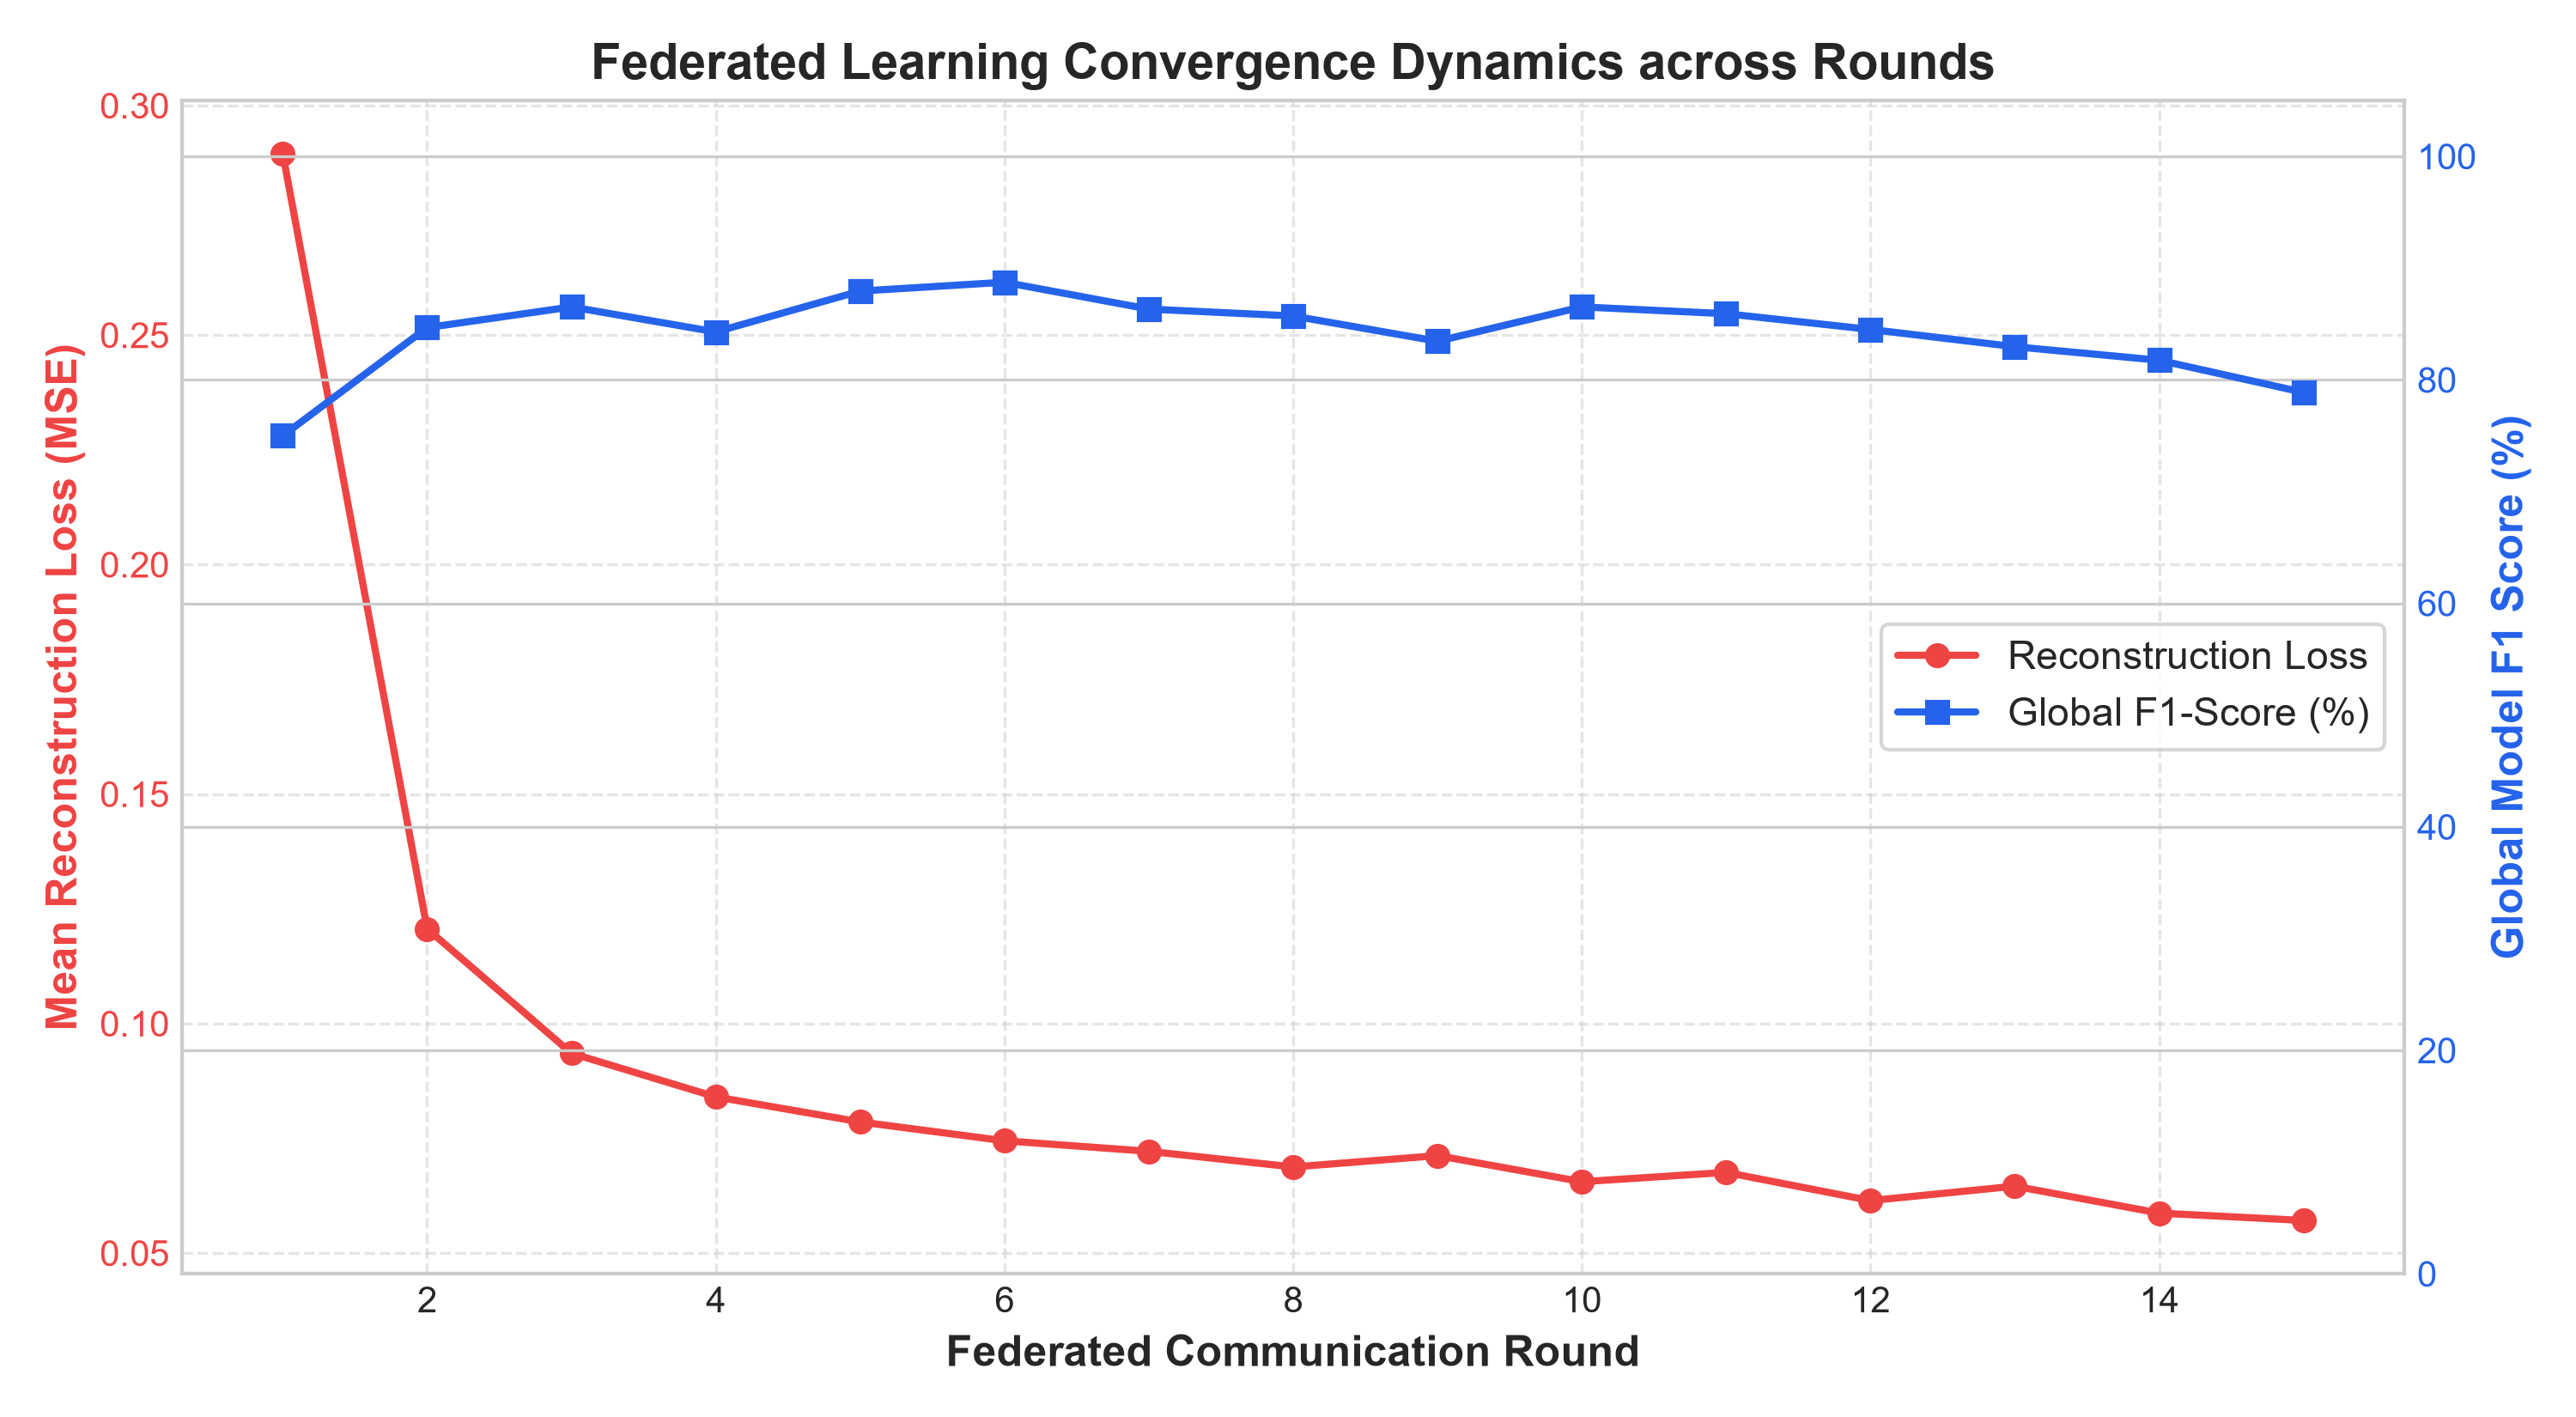 Federated Learning Convergence Dynamics across Rounds
Mean Reconstruction Loss (MSE)
0.30
0.25
0.20
0.15
0.10
0.05
100
80
60
40
20
0
Global Model F1 Score (%)
Reconstruction Loss
Global F1-Score (%)
2 4 6 8 10 12 14
Federated Communication Round